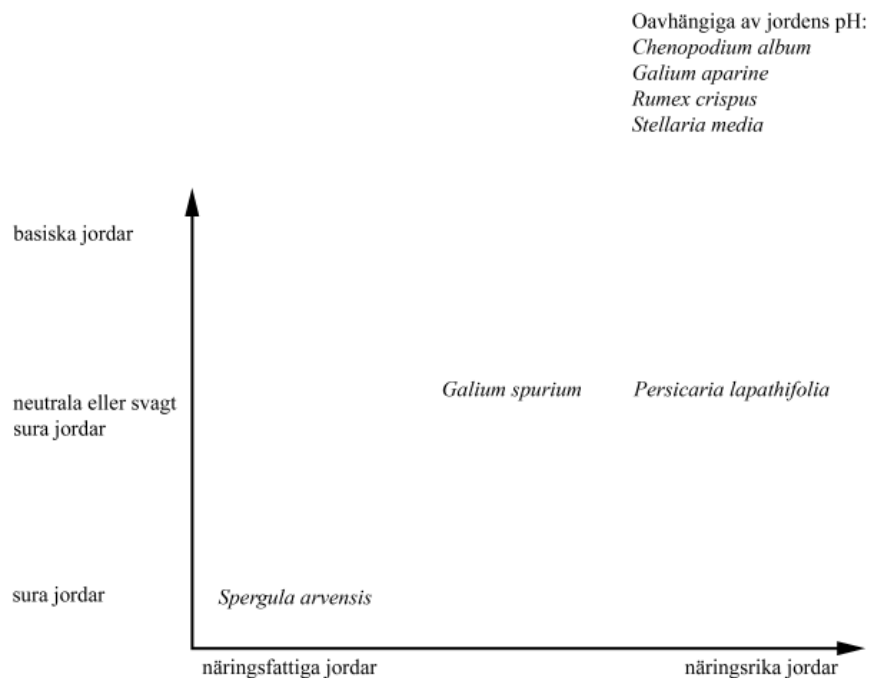 Oavhängiga av jordens pH:
Chenopodium album
Galium aparine
Rumex crispus
Stellaria media
basiska jordar
Galium spurium
Persicaria lapathifolia
neutrala eller svagt
sura jordar
sura jordar
Spergula arvensis
näringsfattiga jordar
näringsrika jordar